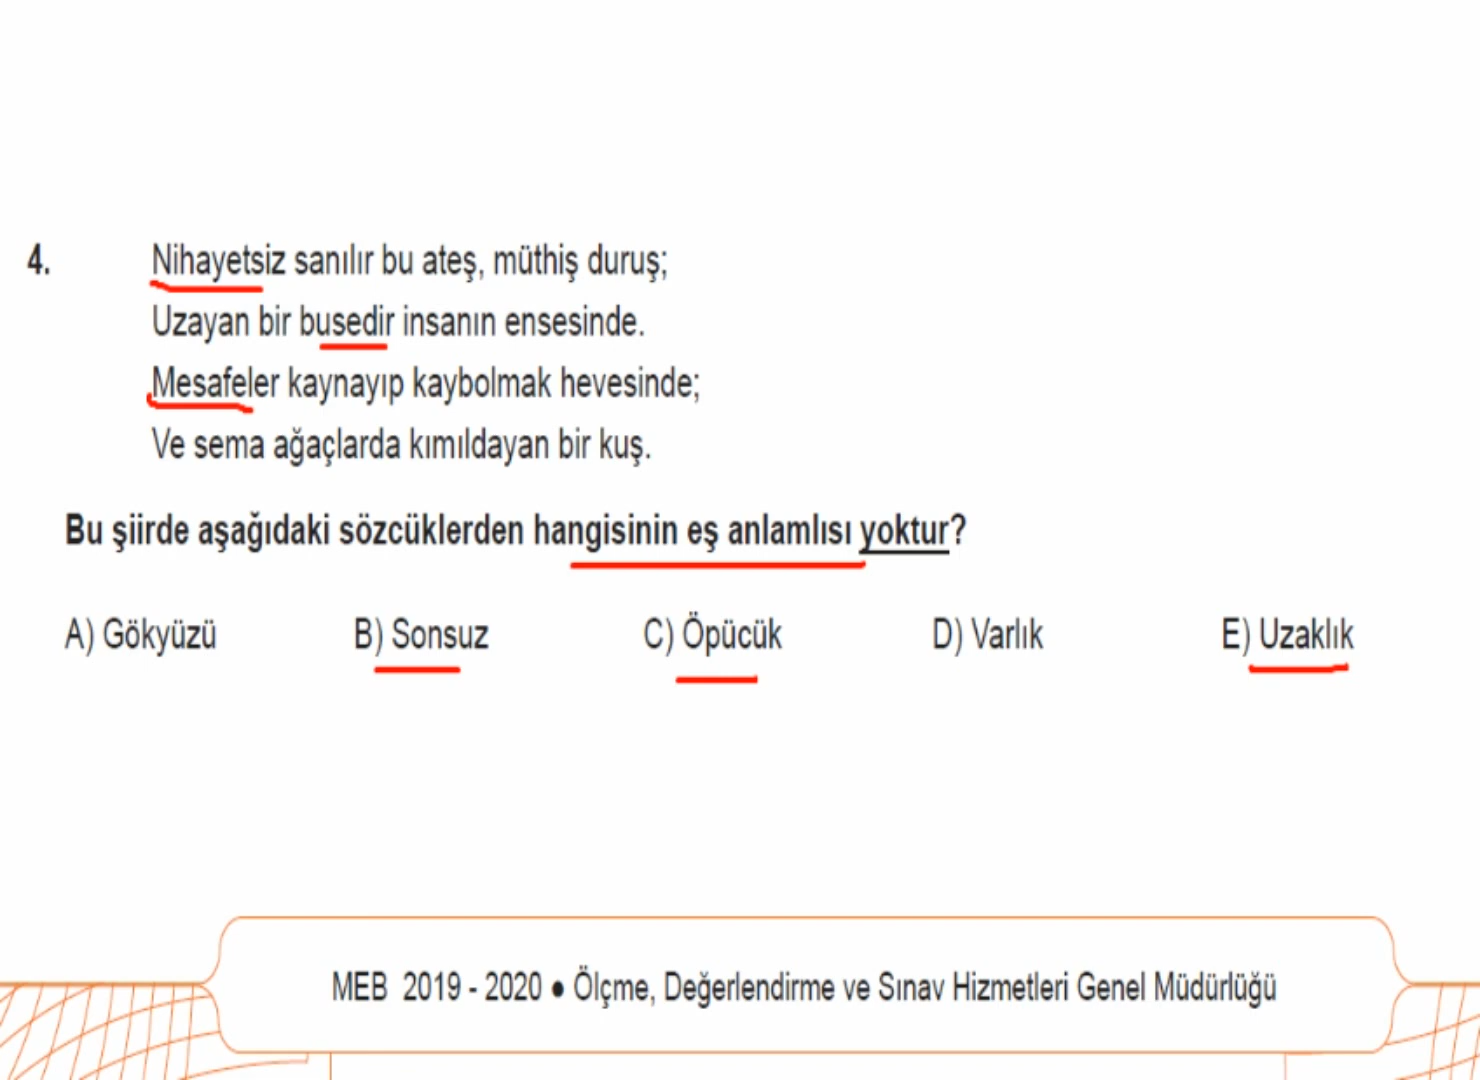 4. Nihayetsiz sanılır bu ateş, müthiş duruş;
Uzayan bir busedir insanın ensesinde.
Mesafeler kaynayıp kaybolmak hevesinde;
Ve sema ağaçlarda kımıldayan bir kuş.
Bu şiirde aşağıdaki sözcüklerden hangisinin eş anlamlısı yoktur?
A) Gökyüzü B) Sonsuz C) Öpücük D) Varlık E) Uzaklık
MEB 2019 - 2020 ● Ölçme, Değerlendirme ve Sınav Hizmetleri Genel Müdürlüğü